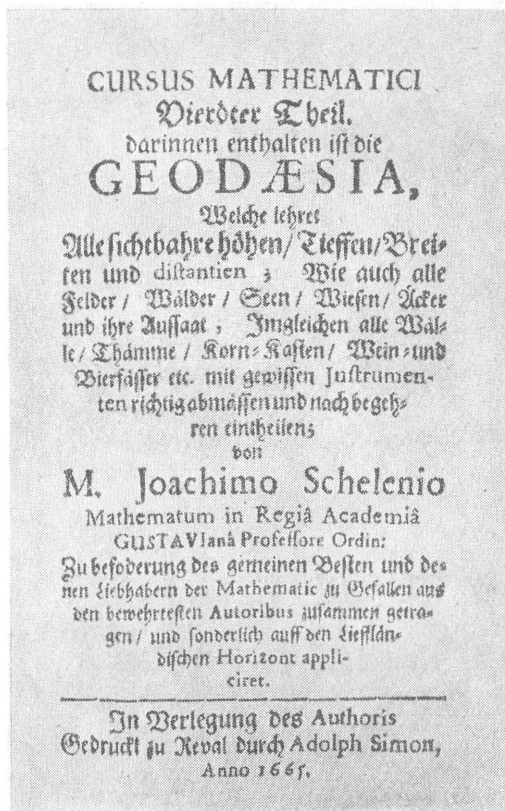 CURSUS MATHEMATICI
Vierdter Theil.
darinnen enthalten ist die
GEODÆSIA,
Welche lehret
Alle sichtbahre höhen/ Tieffen/ Brei-
ten und distantien ; Wie auch alle
Felder / Wälder / Seen / Wiesen / Äcker
und ihre Aussaat ; Imgleichen alle Wäl-
le / Thämme / Korn-Kasten / Wein-und
Bierfässer etc. mit gewissen Instrumen-
ten richtig abmässen und nach begeh-
ren eintheilen;
von
M. Joachimo Schelenio
Mathematum in Regiâ Academiâ
GUSTAVIanâ Professore Ordin:
Zu befoderung des gemeinen Besten und de-
nen Liebhabern der Mathematic zu Gefallen aus
den bewehrtesten Autoribus zusammen getra-
gen / und sonderlich auff den Liefflän-
dischen Horizont appli-
ciret.
In Verlegung des Authoris
Gedruckt zu Reval durch Adolph Simon,
Anno 1665.